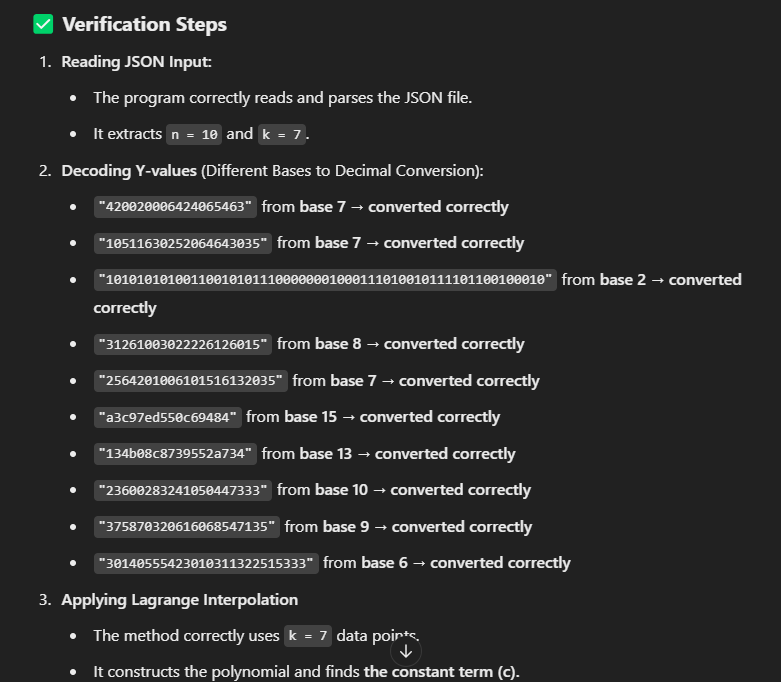 ✅ Verification Steps
1. Reading JSON Input:
• The program correctly reads and parses the JSON file.
• It extracts n = 10 and k = 7.
2. Decoding Y-values (Different Bases to Decimal Conversion):
• "420020006424065463" from base 7 → converted correctly
• "10511630252064643035" from base 7 → converted correctly
• "101010101001100101011100000001000111010010111101100100010" from base 2 → converted
correctly
• "31261003022226126015" from base 8 → converted correctly
• "2564201006101516132035" from base 7 → converted correctly
• "a3c97ed550c69484" from base 15 → converted correctly
• "134b08c8739552a734" from base 13 → converted correctly
• "23600283241050447333" from base 10 → converted correctly
• "375870320616068547135" from base 9 → converted correctly
• "30140555423010311322515333" from base 6 → converted correctly
3. Applying Lagrange Interpolation
• The method correctly uses k = 7 data points.
• It constructs the polynomial and finds the constant term (c).